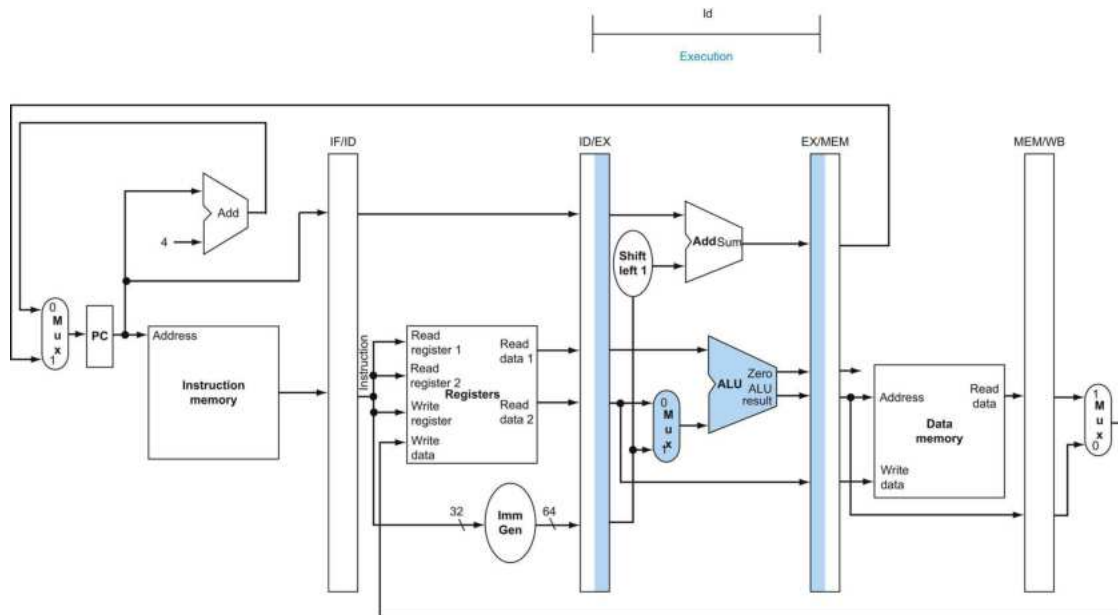 ld
Execution
IF/ID
ID/EX
EX/MEM
MEM/WB
Add
4
Add Sum
Shift
left 1
0
M
u
x
1
PC
Address
Instruction
memory
Instruction
Read
register 1
Read
register 2
Write
register
Write
data
Registers
Read
data 1
Read
data 2
32
Imm
Gen
64
0
M
u
x
1
ALU
Zero
ALU
result
Address
Write
data
Data
memory
Read
data
1
M
u
x
0